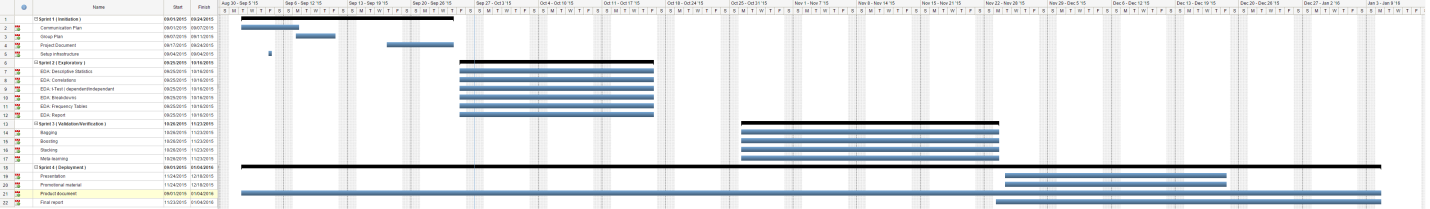 Aug 30 - Sep 5 '15 Sep 6 - Sep 12 '15 Sep 13 - Sep 19 '15 Sep 20 - Sep 26 '15 Sep 27 - Oct 3 '15 Oct 4 - Oct 10 '15 Oct 11 - Oct 17 '15 Oct 18 - Oct 24 '15 Oct 25 - Oct 31 '15 Nov 1 - Nov 7 '15 Nov 8 - Nov 14 '15 Nov 15 - Nov 21 '15 Nov 22 - Nov 28 '15 Nov 29 - Dec 5 '15 Dec 6 - Dec 12 '15 Dec 13 - Dec 19 '15 Dec 20 - Dec 26 '15 Dec 27 - Jan 2 '16 Jan 3 - Jan 9 '16
Name Start Finish
1 Sprint 1 ( Ventilation ) 09/01/2015 09/24/2015
2 Communication Plan 09/01/2015 09/07/2015
3 Group Plan 09/07/2015 09/11/2015
4 Project Document 09/17/2015 09/24/2015
5 Setup infrastructure 09/04/2015 09/04/2015
6 Sprint 2 ( Exploratory ) 09/25/2015 10/16/2015
7 EDA: Descriptive Statistics 09/25/2015 10/16/2015
8 EDA: Correlations 09/25/2015 10/16/2015
9 EDA: t-Test ( dependent/independent 09/25/2015 10/16/2015
10 EDA: Breakdowns 09/25/2015 10/16/2015
11 EDA: Frequency Tables 09/25/2015 10/16/2015
12 EDA: Report 09/25/2015 10/16/2015
13 Sprint 3 ( Validation/Verification ) 10/26/2015 11/23/2015
14 Bagging 10/26/2015 11/23/2015
15 Boosting 10/26/2015 11/23/2015
16 Stacking 10/26/2015 11/23/2015
17 Meta-learning 10/26/2015 11/23/2015
18 Sprint 4 ( Deployment ) 09/01/2015 01/04/2016
19 Presentation 11/24/2015 12/18/2015
20 Promotional material 11/24/2015 12/18/2015
21 Product document 09/01/2015 01/04/2016
22 Final report 11/23/2015 01/04/2016